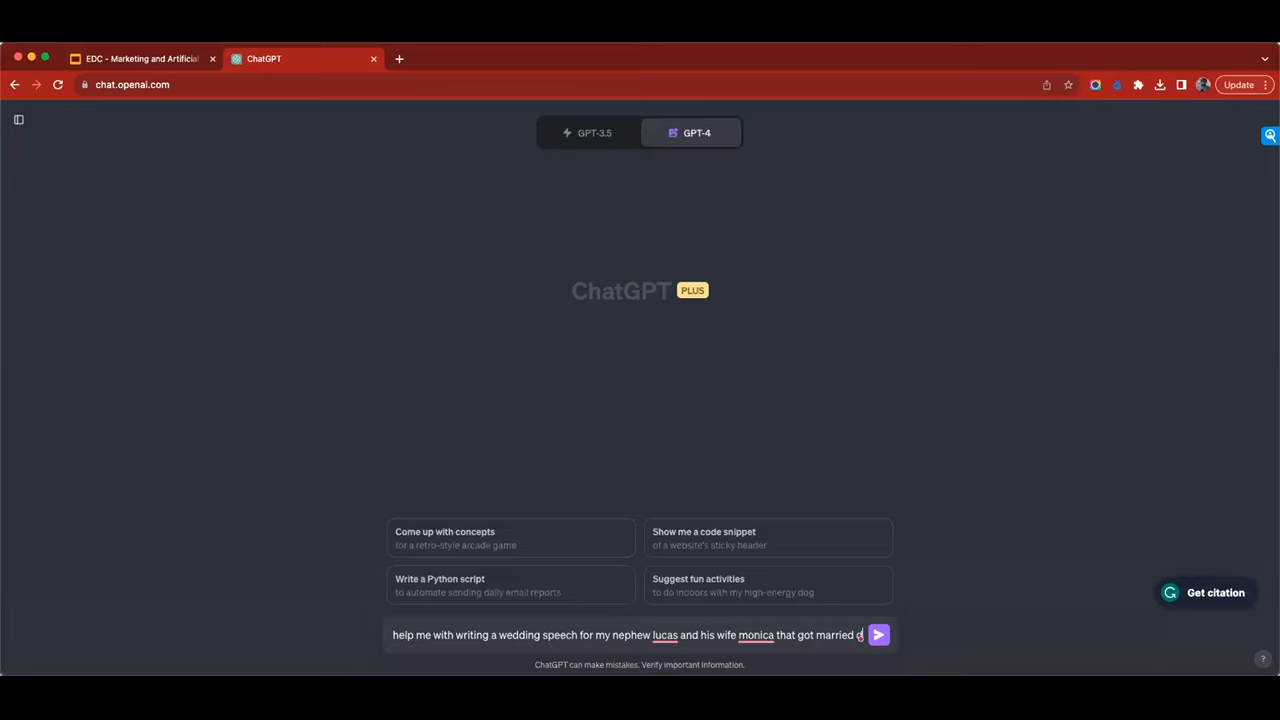 EDC - Marketing and Artificial
ChatGPT
chat.openai.com
Update
GPT-3.5
GPT-4
ChatGPT PLUS
Come up with concepts
for a retro-style arcade game
Show me a code snippet
of a website's sticky header
Write a Python script
to automate sending daily email reports
Suggest fun activities
to do indoors with my high-energy dog
Get citation
help me with writing a wedding speech for my nephew lucas and his wife monica that got married
ChatGPT can make mistakes. Verify important information.
?